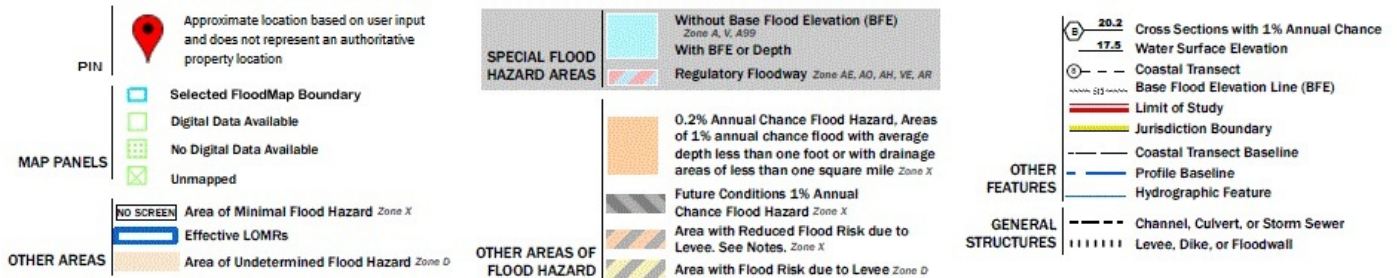 PIN
Approximate location based on user input
and does not represent an authoritative
property location
MAP PANELS
Selected FloodMap Boundary
Digital Data Available
No Digital Data Available
Unmapped
OTHER AREAS
NO SCREEN Area of Minimal Flood Hazard Zone X
Effective LOMRs
Area of Undetermined Flood Hazard Zone D
SPECIAL FLOOD
HAZARD AREAS
Without Base Flood Elevation (BFE)
Zone A, V, A99
With BFE or Depth
Regulatory Floodway Zone AE, AO, AH, VE, AR
OTHER AREAS OF
FLOOD HAZARD
0.2% Annual Chance Flood Hazard, Areas
of 1% annual chance flood with average
depth less than one foot or with drainage
areas of less than one square mile Zone X
Future Conditions 1% Annual
Chance Flood Hazard Zone X
Area with Reduced Flood Risk due to
Levee. See Notes. Zone X
Area with Flood Risk due to Levee Zone D
OTHER
FEATURES
B 20.2 Cross Sections with 1% Annual Chance
17.5 Water Surface Elevation
8 Coastal Transect
513 Base Flood Elevation Line (BFE)
Limit of Study
Jurisdiction Boundary
Coastal Transect Baseline
Profile Baseline
Hydrographic Feature
GENERAL
STRUCTURES
Channel, Culvert, or Storm Sewer
Levee, Dike, or Floodwall